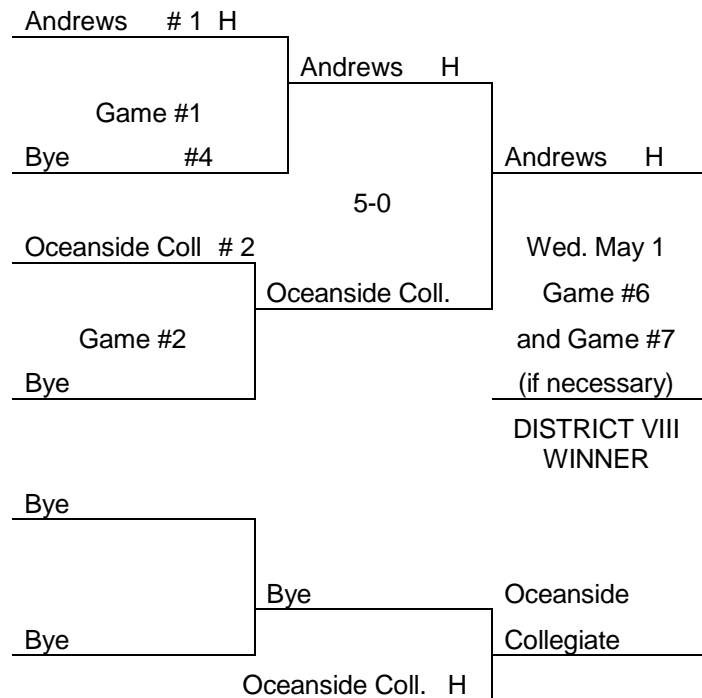 Andrews # 1 H
Andrews H
Game #1
Bye #4
Andrews H
5-0
Oceanside Coll # 2
Wed. May 1
Oceanside Coll.
Game #6
Game #2
and Game #7
Bye
(if necessary)
DISTRICT VIII
WINNER
Bye
Bye
Oceanside
Bye
Collegiate
Oceanside Coll. H